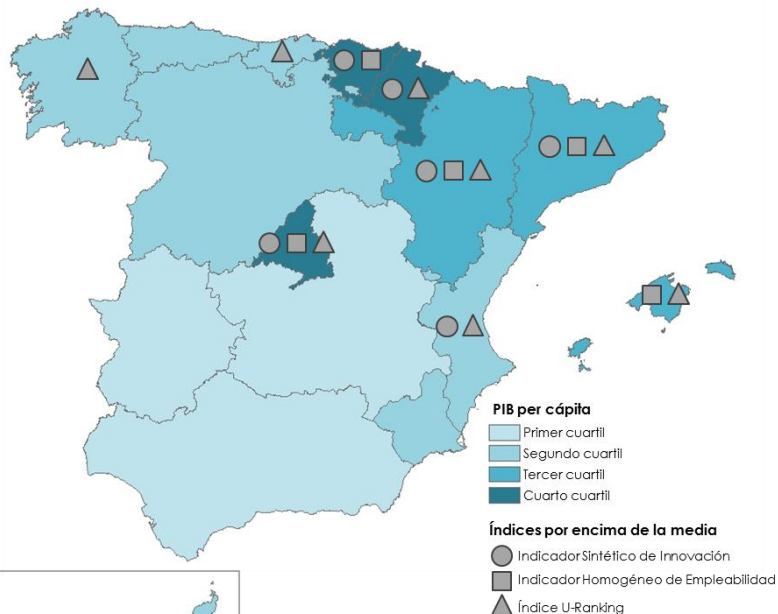 PIB per cápita
Primer cuartil
Segundo cuartil
Tercer cuartil
Cuarto cuartil
Índices por encima de la media
Indicador Sintético de Innovación
Indicador Homogéneo de Empleabilidad
Índice U-Ranking